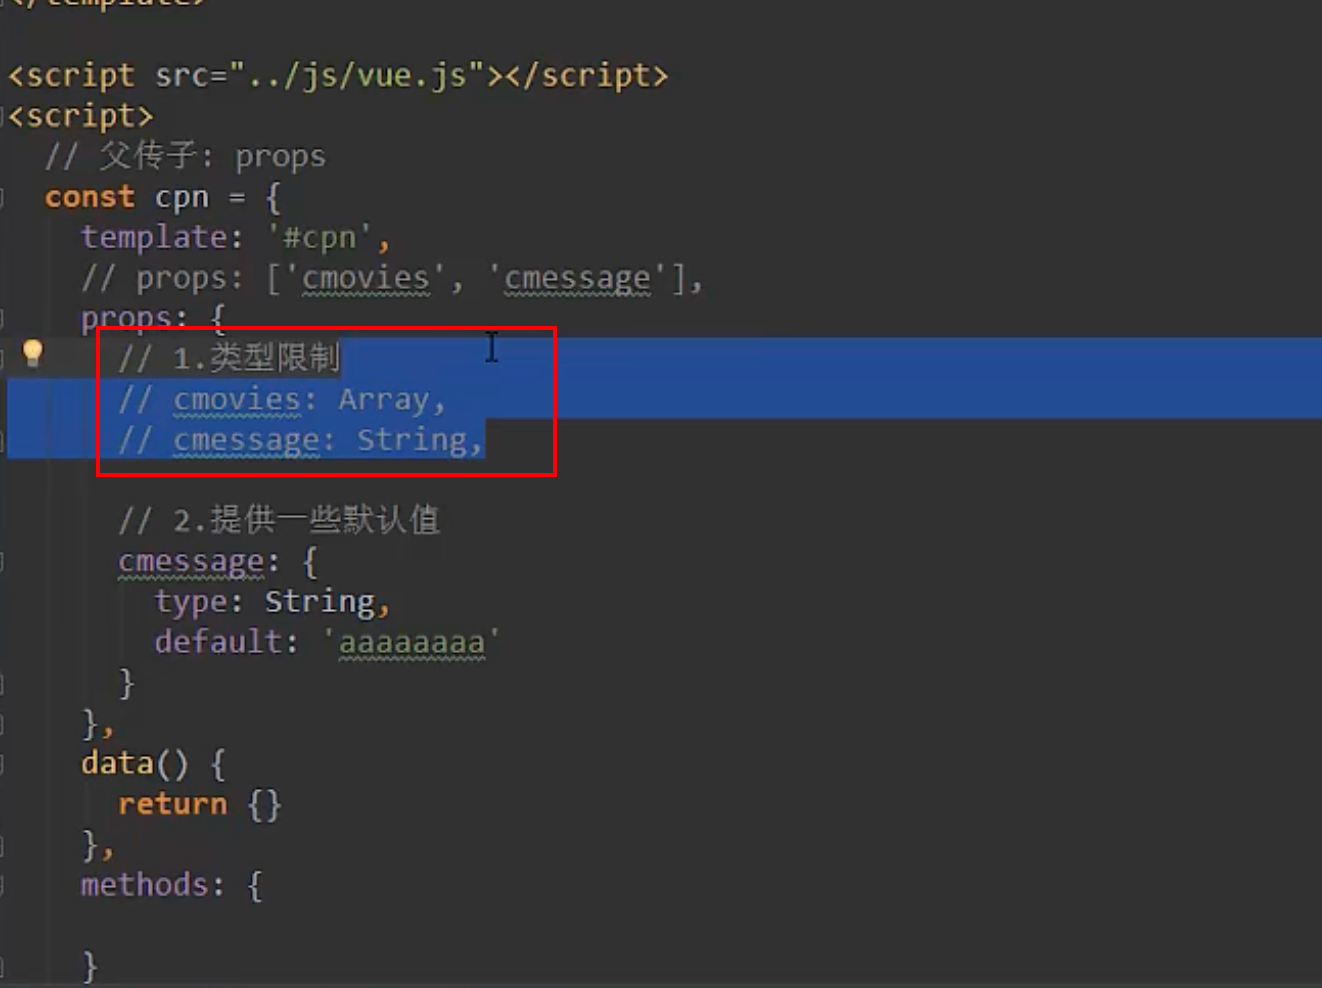 </template>
<script src="../js/vue.js"></script>
<script>
// 父传子: props
const cpn = {
template: '#cpn',
// props: ['cmovies', 'cmessage'],
props: {
// 1.类型限制
// cmovies: Array,
// cmessage: String,
// 2.提供一些默认值
cmessage: {
type: String,
default: 'aaaaaaaa'
}
},
data() {
return {}
},
methods: {
}